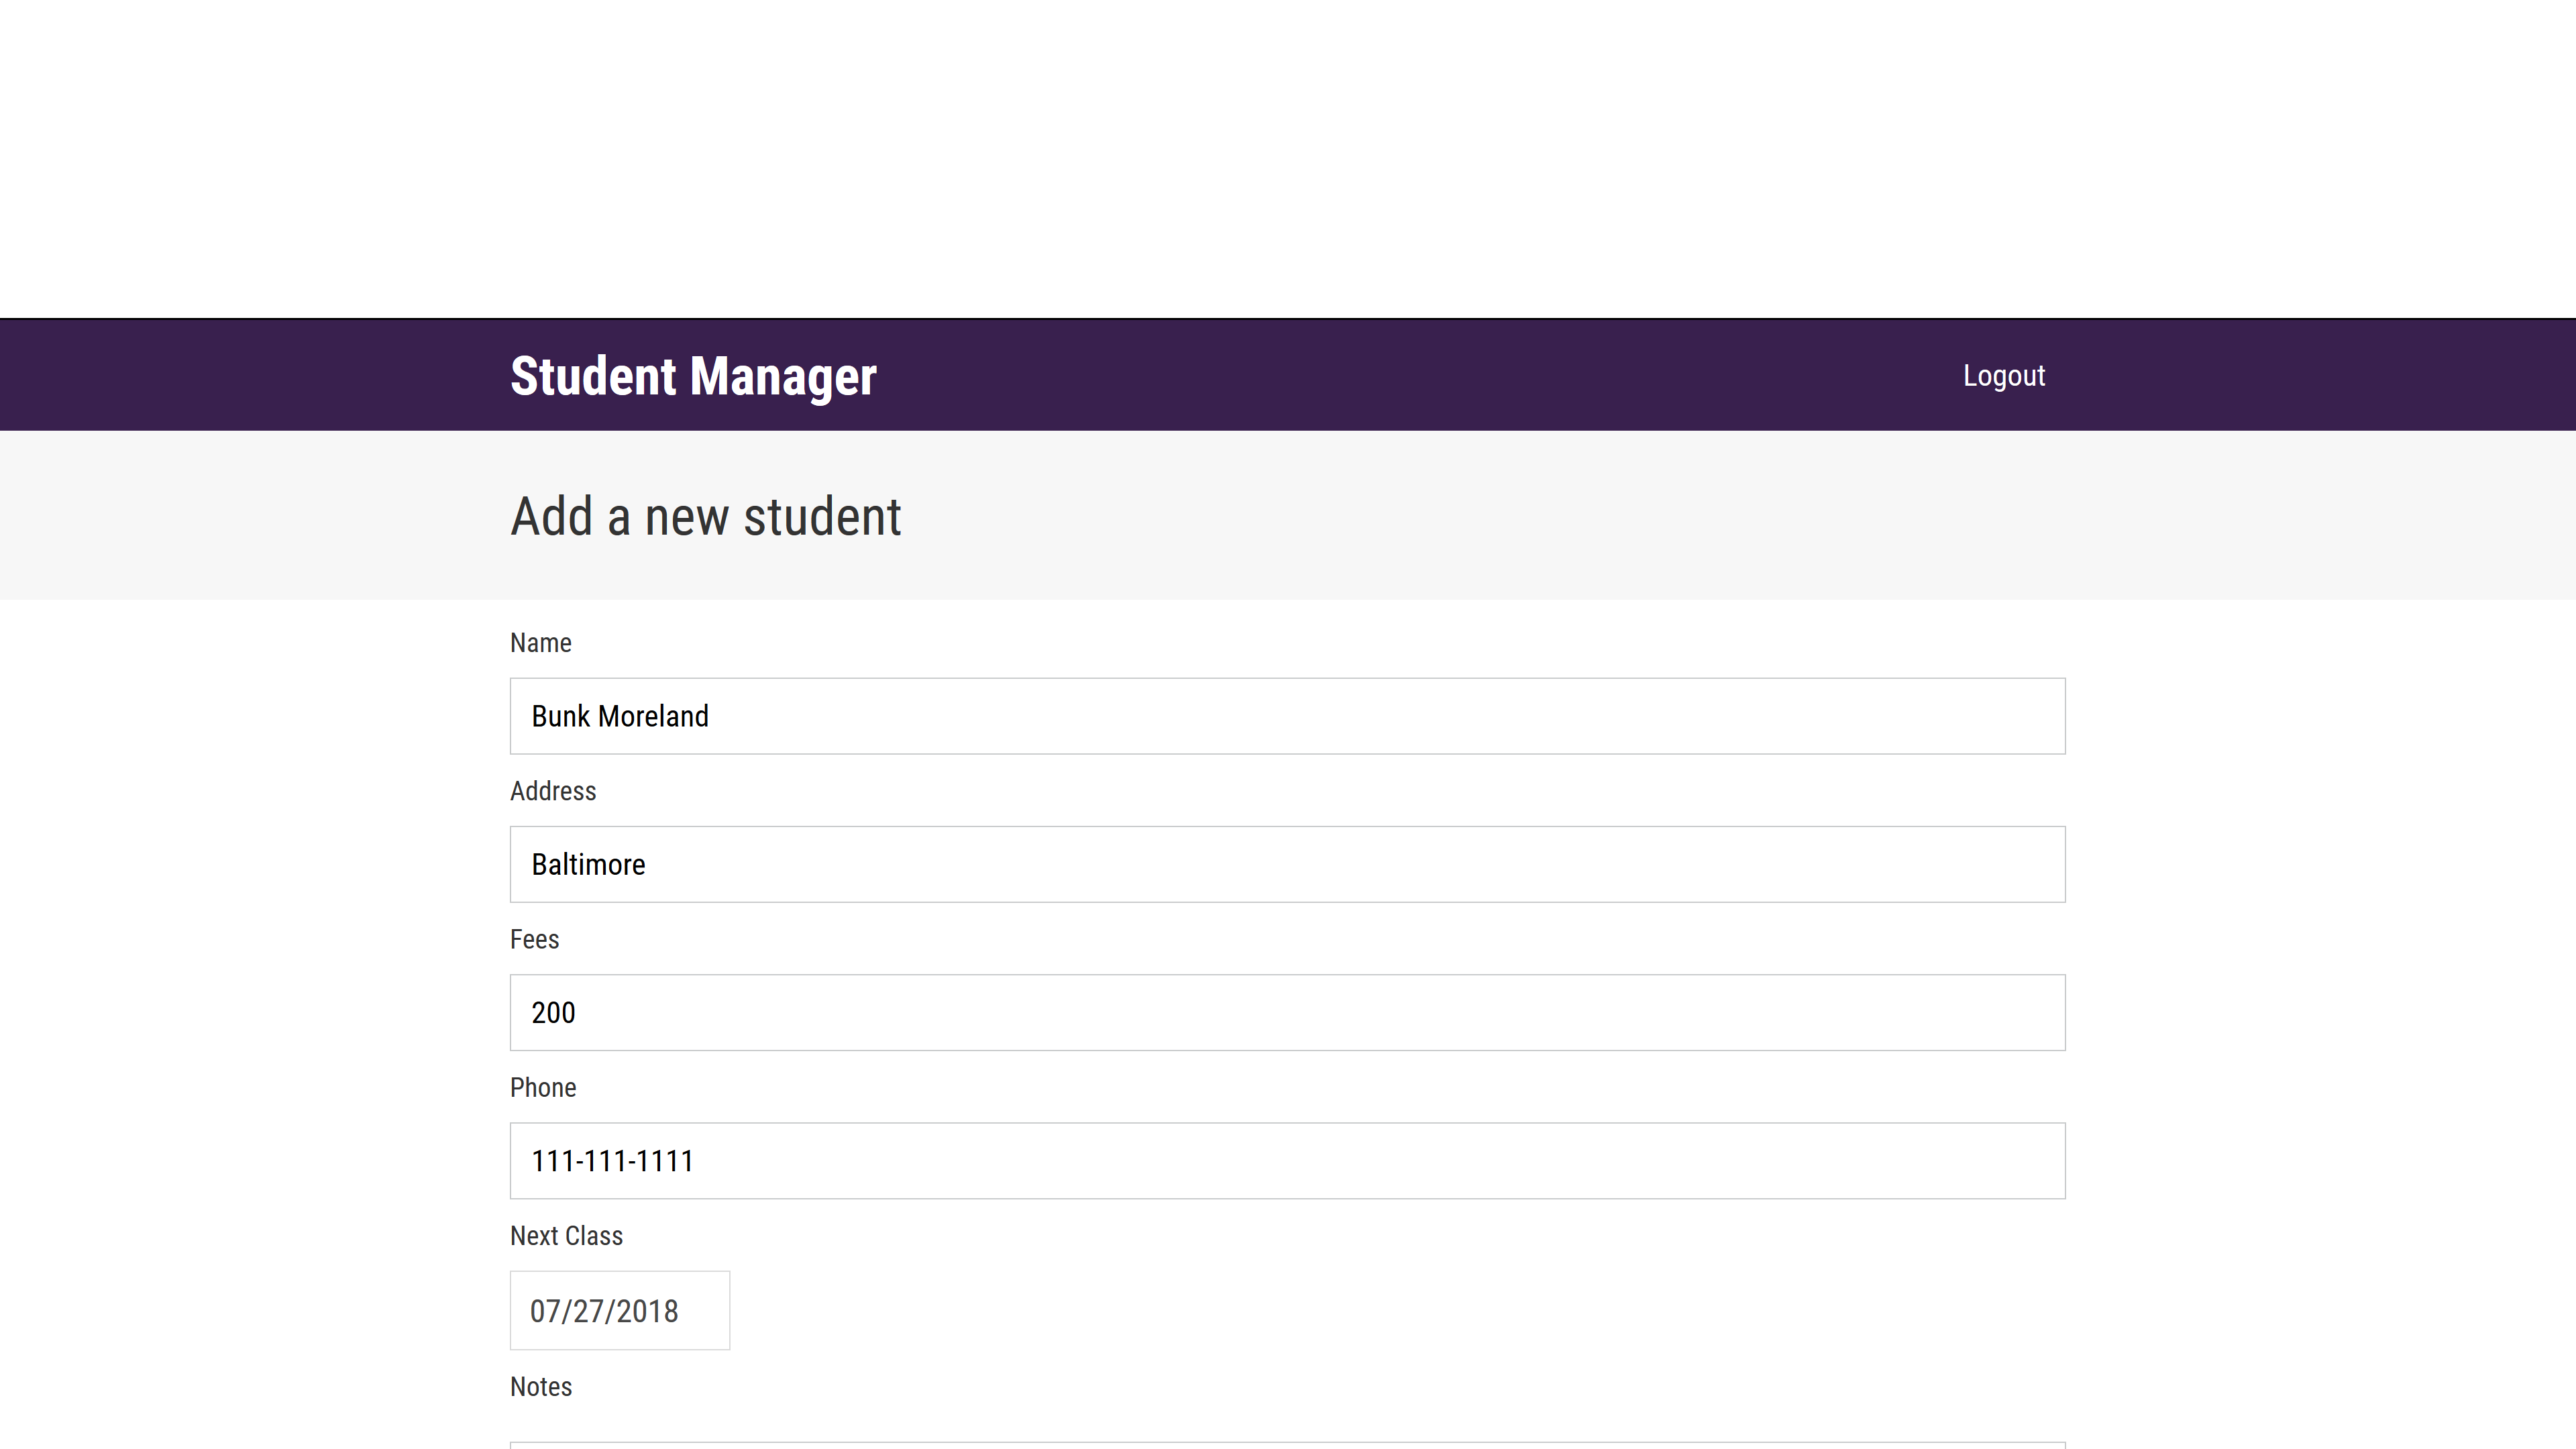 Student Manager
Logout
Add a new student
Name
Bunk Moreland
Address
Baltimore
Fees
200
Phone
111-111-1111
Next Class
07/27/2018
Notes